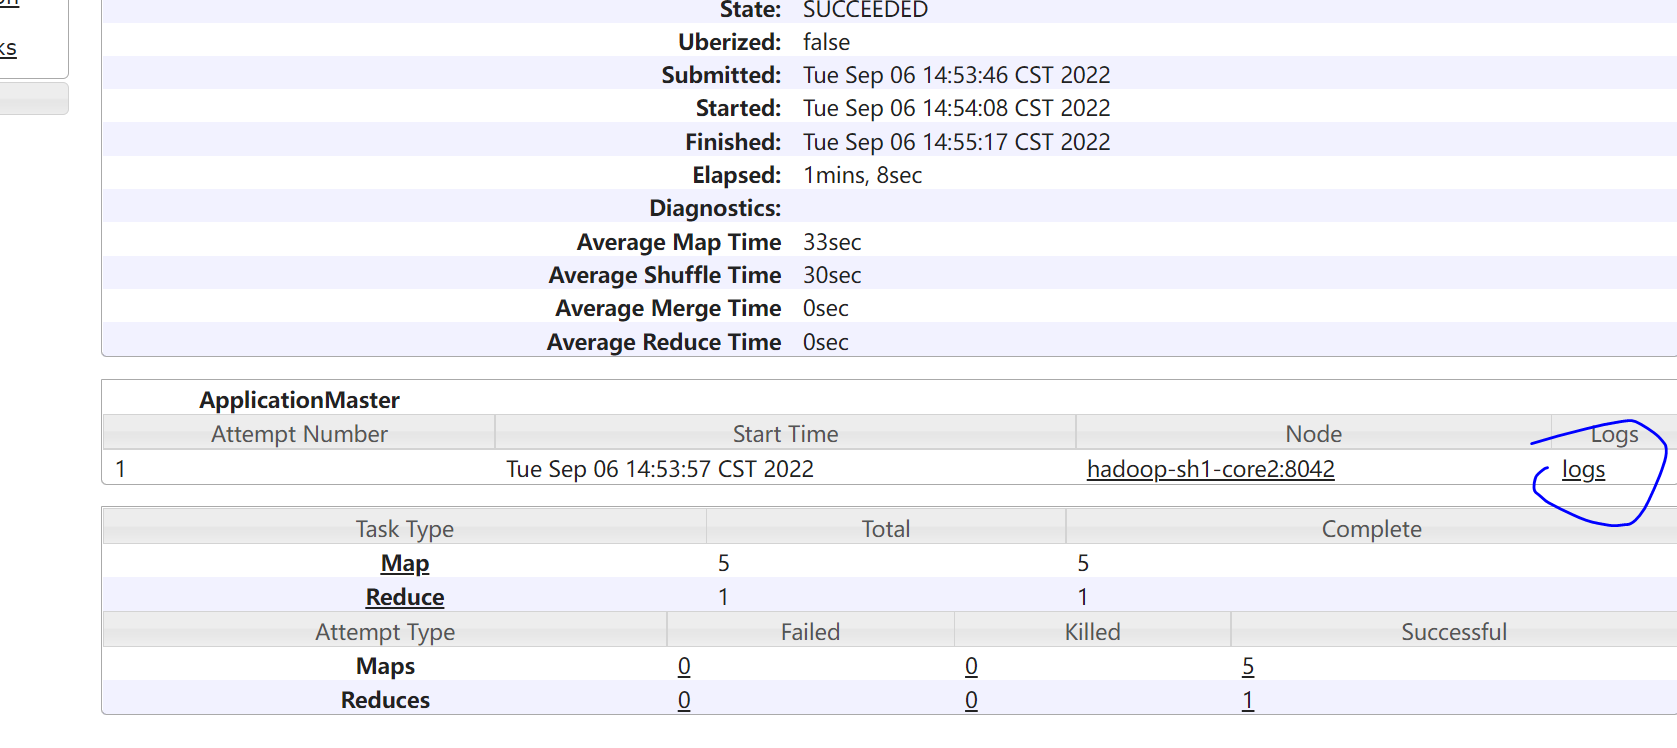 ks
State: SUCCEEDED
Uberized: false
Submitted: Tue Sep 06 14:53:46 CST 2022
Started: Tue Sep 06 14:54:08 CST 2022
Finished: Tue Sep 06 14:55:17 CST 2022
Elapsed: 1mins, 8sec
Diagnostics:
Average Map Time 33sec
Average Shuffle Time 30sec
Average Merge Time 0sec
Average Reduce Time 0sec
ApplicationMaster
Attempt Number Start Time Node Logs
1 Tue Sep 06 14:53:57 CST 2022 hadoop-sh1-core2:8042 logs
Task Type Total Complete
Map 5 5
Reduce 1 1
Attempt Type Failed Killed Successful
Maps 0 0 5
Reduces 0 0 1